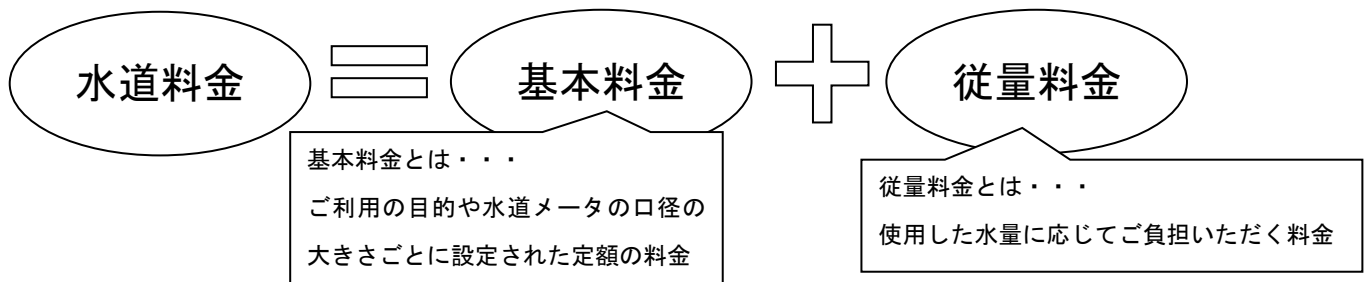 水道料金
基本料金
従量料金
基本料金とは・・・
ご利用の目的や水道メータの口径の
大きさごとに設定された定額の料金
従量料金とは・・・
使用した水量に応じてご負担いただく料金